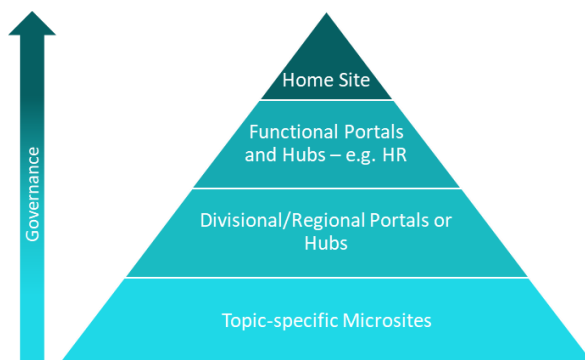 Governance
Home Site
Functional Portals
and Hubs – e.g. HR
Divisional/Regional Portals or
Hubs
Topic-specific Microsites